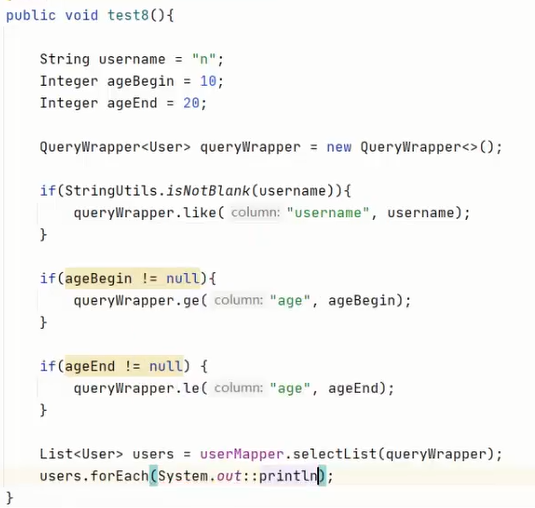 public void test8(){
String username = "n";
Integer ageBegin = 10;
Integer ageEnd = 20;
QueryWrapper<User> queryWrapper = new QueryWrapper<>();
if(StringUtils.isNotBlank(username)){
queryWrapper.like( column: "username", username);
}
if(ageBegin != null){
queryWrapper.ge( column: "age", ageBegin);
}
if(ageEnd != null) {
queryWrapper.le( column: "age", ageEnd);
}
List<User> users = userMapper.selectList(queryWrapper);
users.forEach(System.out::println);
}